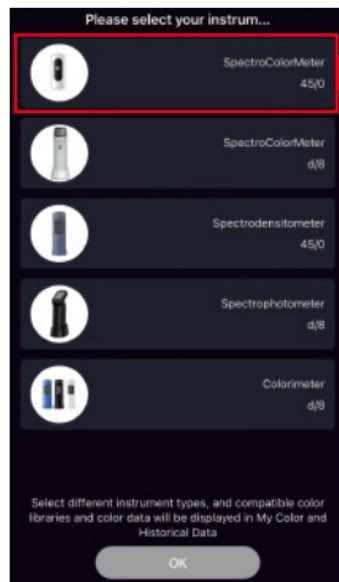 Please select your instrum...
SpectroColorMeter
45/0
SpectroColorMeter
d/8
Spectrodensitometer
45/0
Spectrophotometer
d/8
Colorimeter
d/8
Select different instrument types, and compatible color
libraries and color data will be displayed in My Color and
Historical Data
OK